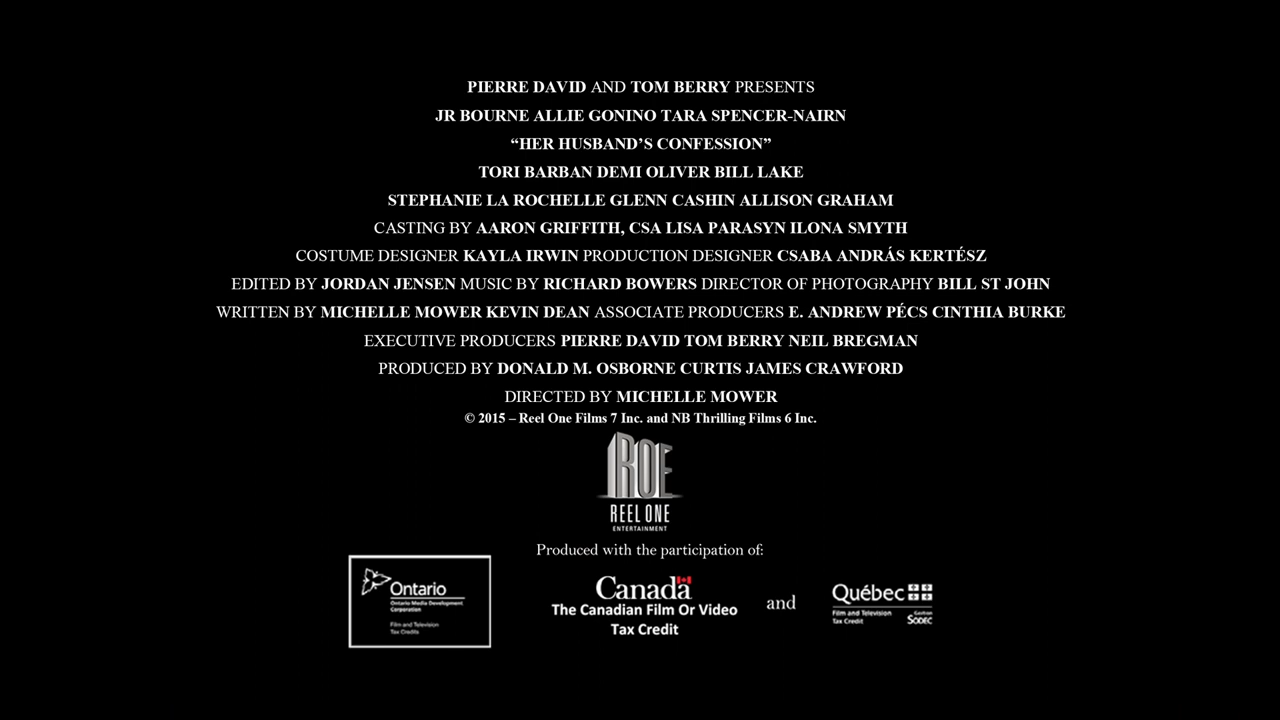 PIERRE DAVID AND TOM BERRY PRESENTS
JR BOURNE ALLIE GONINO TARA SPENCER-NAIRN
“HER HUSBAND’S CONFESSION”
TORI BARBAN DEMI OLIVER BILL LAKE
STEPHANIE LA ROCHELLE GLENN CASHIN ALLISON GRAHAM
CASTING BY AARON GRIFFITH, CSA LISA PARASYN ILONA SMYTH
COSTUME DESIGNER KAYLA IRWIN PRODUCTION DESIGNER CSABA ANDRÁS KERTÉSZ
EDITED BY JORDAN JENSEN MUSIC BY RICHARD BOWERS DIRECTOR OF PHOTOGRAPHY BILL ST JOHN
WRITTEN BY MICHELLE MOWER KEVIN DEAN ASSOCIATE PRODUCERS E. ANDREW PÉCS CINTHIA BURKE
EXECUTIVE PRODUCERS PIERRE DAVID TOM BERRY NEIL BREGMAN
PRODUCED BY DONALD M. OSBORNE CURTIS JAMES CRAWFORD
DIRECTED BY MICHELLE MOWER
© 2015 – Reel One Films 7 Inc. and NB Thrilling Films 6 Inc.
ROE
REEL ONE
ENTERTAINMENT
Produced with the participation of:
Ontario
Ontario Media Development
Corporation
Film and Television
Tax Credits
Canada
The Canadian Film Or Video
Tax Credit
and
Québec
Film and Television
Tax Credit
Gestion
SODEC